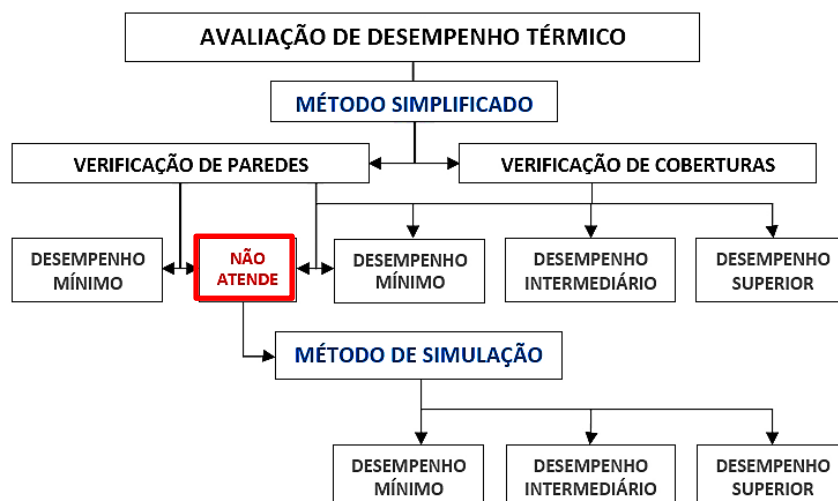 AVALIAÇÃO DE DESEMPENHO TÉRMICO
MÉTODO SIMPLIFICADO
VERIFICAÇÃO DE PAREDES
VERIFICAÇÃO DE COBERTURAS
DESEMPENHO
MÍNIMO
NÃO
ATENDE
DESEMPENHO
MÍNIMO
DESEMPENHO
INTERMEDIÁRIO
DESEMPENHO
SUPERIOR
MÉTODO DE SIMULAÇÃO
DESEMPENHO
MÍNIMO
DESEMPENHO
INTERMEDIÁRIO
DESEMPENHO
SUPERIOR